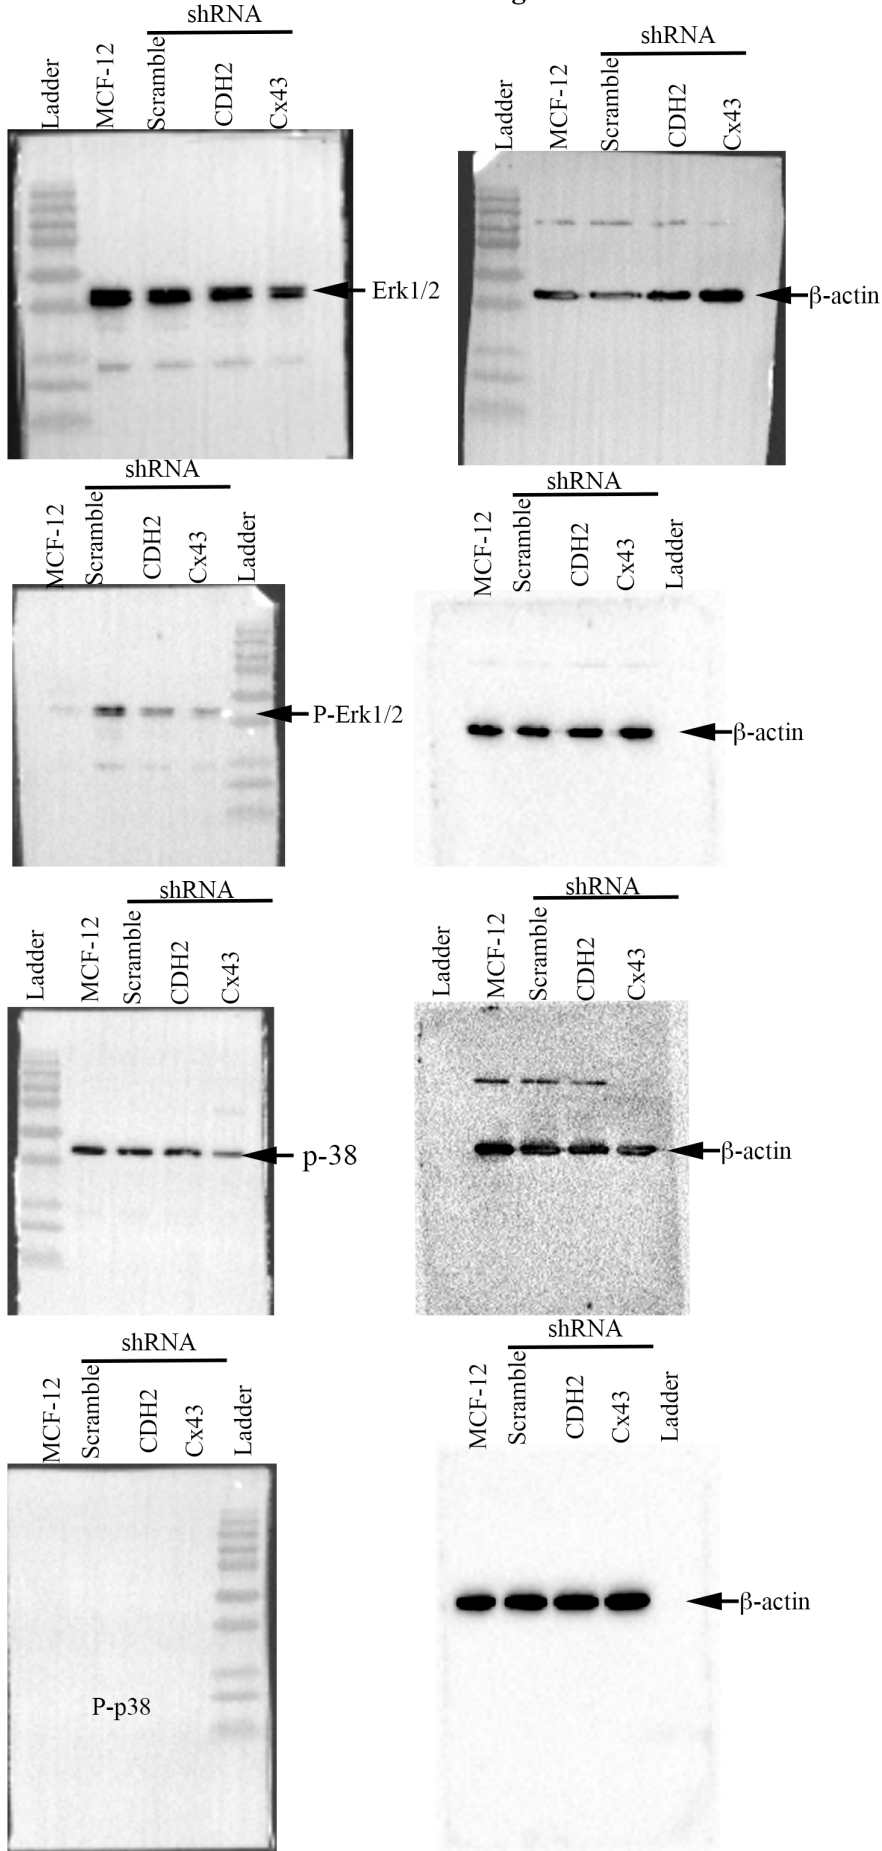 shRNA
Ladder
MCF-12
Scramble
CDH2
Cx43
Erk1/2
shRNA
Ladder
MCF-12
Scramble
CDH2
Cx43
β-actin
shRNA
MCF-12
Scramble
CDH2
Cx43
Ladder
P-Erk1/2
shRNA
MCF-12
Scramble
CDH2
Cx43
Ladder
β-actin
shRNA
Ladder
MCF-12
Scramble
CDH2
Cx43
p-38
shRNA
Ladder
MCF-12
Scramble
CDH2
Cx43
β-actin
shRNA
MCF-12
Scramble
CDH2
Cx43
Ladder
P-p38
shRNA
MCF-12
Scramble
CDH2
Cx43
Ladder
β-actin